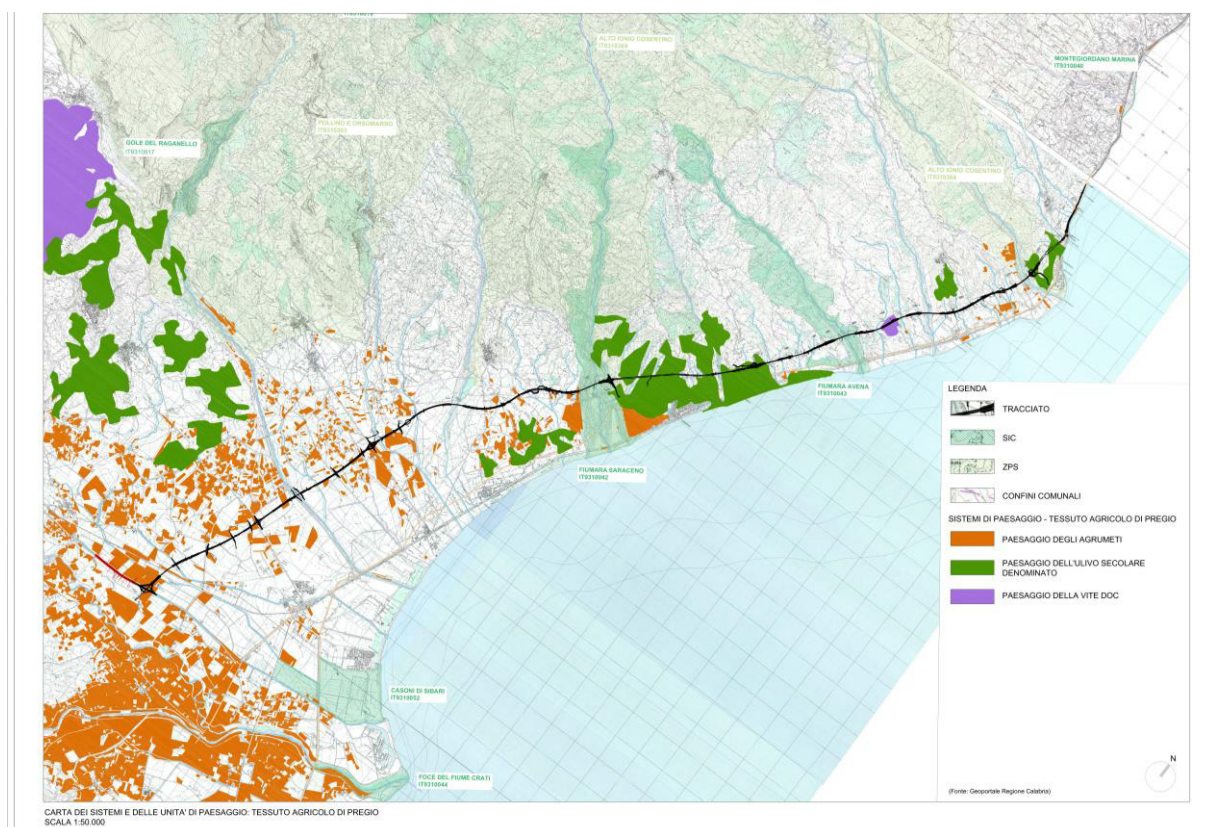 ALTO IONIO COSENTINO
IT9310304
MONTEGIORDANO MARINA
IT9310040
GOLE DEL RAGANELLO
IT9310017
POLLINO E ORSOMARSO
IT9310303
ALTO IONIO COSENTINO
IT9310304
FIUMARA AVENA
IT9310043
FIUMARA SARACENO
IT9310042
CASONI DI SIBARI
IT9310052
FOCE DEL FIUME CRATI
IT9310044
LEGENDA
TRACCIATO
SIC
ZPS
CONFINI COMUNALI
SISTEMI DI PAESAGGIO - TESSUTO AGRICOLO DI PREGIO
PAESAGGIO DEGLI AGRUMETI
PAESAGGIO DELL'ULIVO SECOLARE
DENOMINATO
PAESAGGIO DELLA VITE DOC
N
(Fonte: Geoportale Regione Calabria)
CARTA DEI SISTEMI E DELLE UNITA' DI PAESAGGIO: TESSUTO AGRICOLO DI PREGIO
SCALA 1:50.000